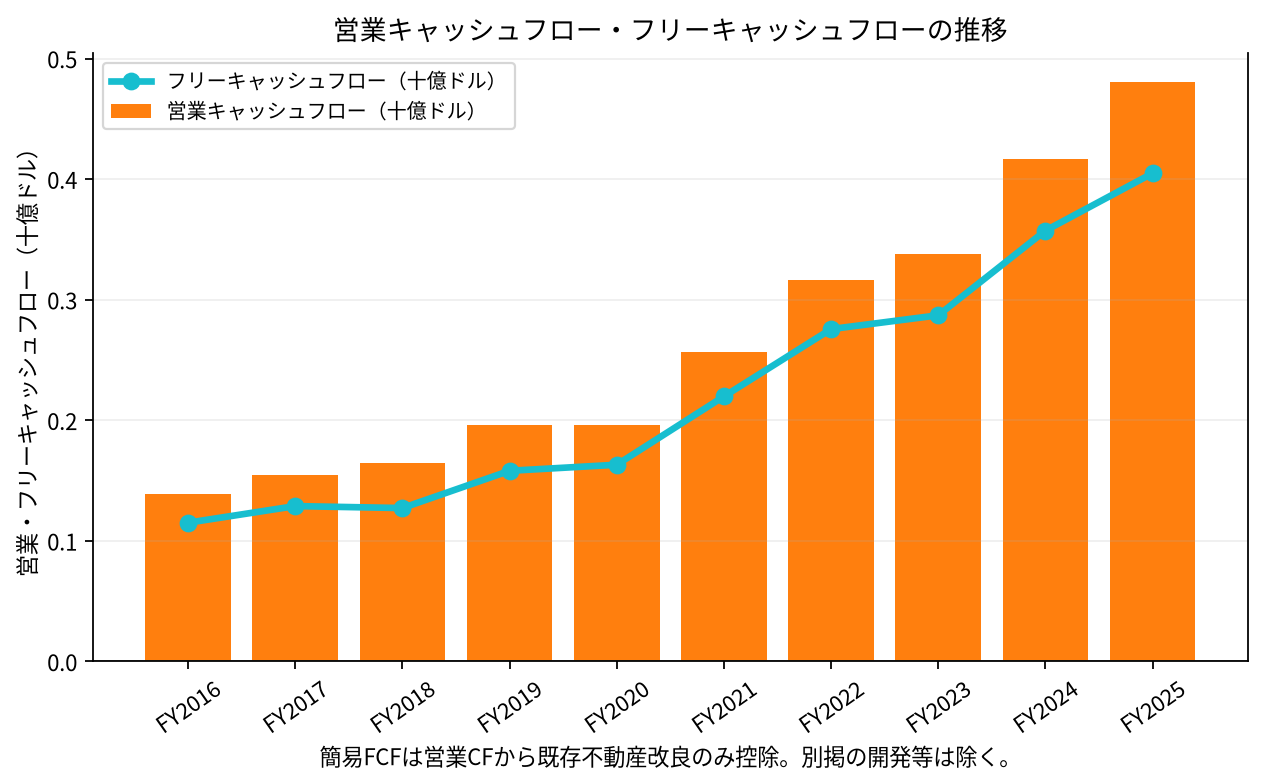 営業キャッシュフロー・フリーキャッシュフローの推移
フリーキャッシュフロー（十億ドル）
営業キャッシュフロー（十億ドル）
営業・フリーキャッシュフロー（十億ドル）
0.5
0.4
0.3
0.2
0.1
0.0
FY2016
FY2017
FY2018
FY2019
FY2020
FY2021
FY2022
FY2023
FY2024
FY2025
簡易FCFは営業CFから既存不動産改良のみ控除。別掲の開発等は除く。